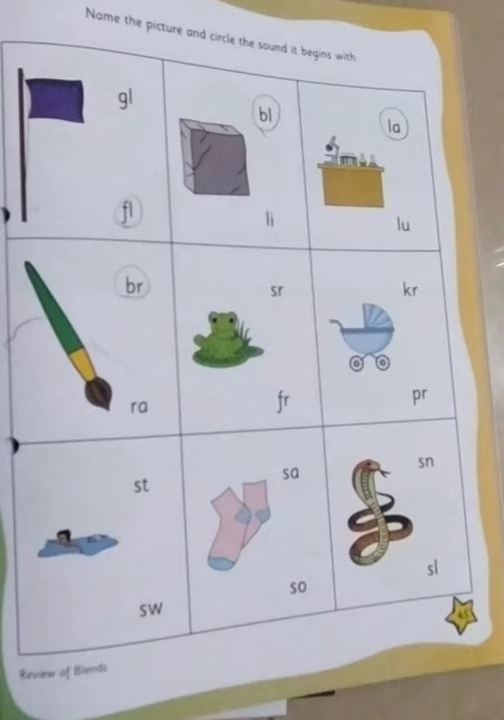 Name the picture and circle the sound it begins with
gl
fl
bl
li
la
lu
br
ra
sr
fr
kr
pr
st
sw
sa
so
sn
sl
Review of Blends
45